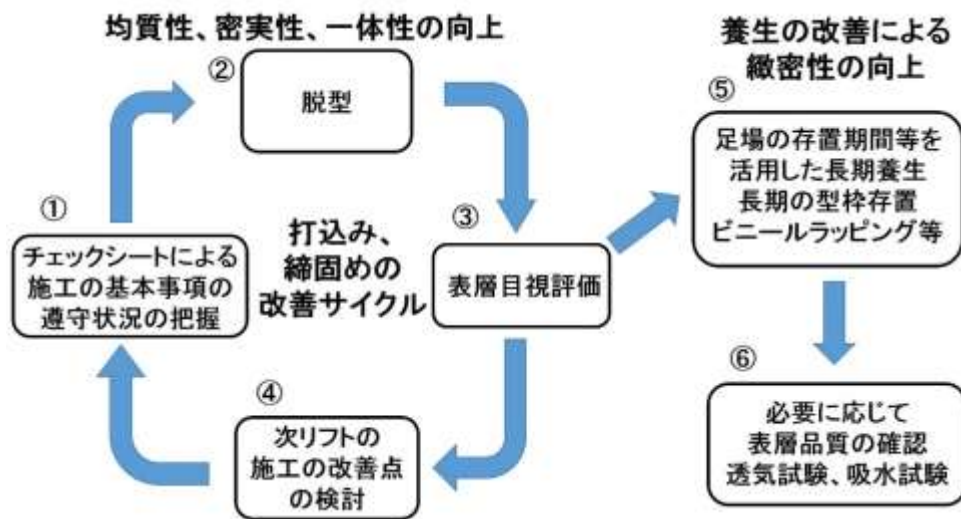 均質性、密実性、一体性の向上
②
脱型
①
チェックシートによる
施工の基本事項の
遵守状況の把握
打込み、
締固めの
改善サイクル
③
表層目視評価
④
次リフトの
施工の改善点
の検討
養生の改善による
緻密性の向上
⑤
足場の存置期間等を
活用した長期養生
長期の型枠存置
ビニールラッピング等
⑥
必要に応じて
表層品質の確認
透気試験、吸水試験